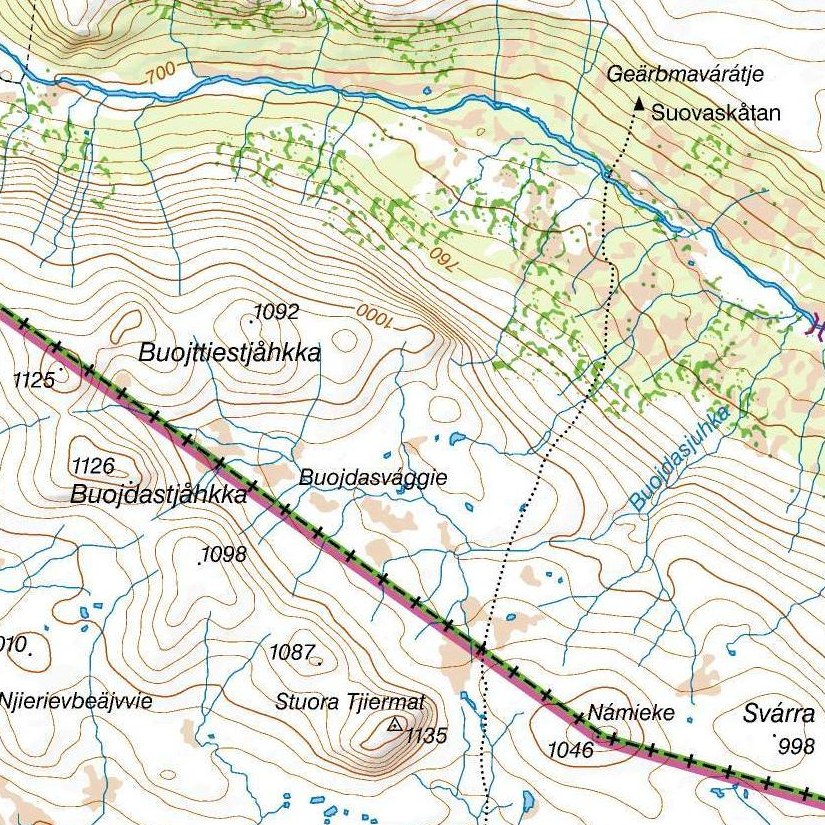 700
Geärbmavárátje
Suovaskåtan
760
1092
1000
Buojttiestjåhkka
1125
Buojdasjuhka
1126
Buojdasvággie
Buojdastjåhkka
1098
010
1087
Njierievbeäjvvie
Stuora Tjiermat
Námieke
Svárra
1135
1046
998